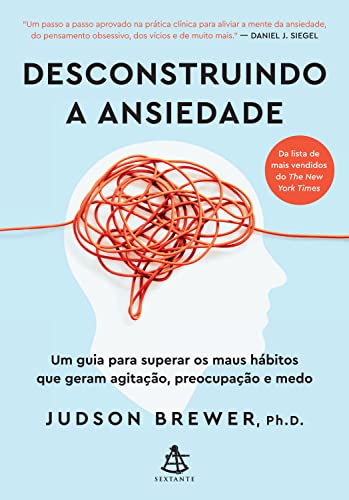 "Um passo a passo aprovado na prática clínica para aliviar a mente da ansiedade,
do pensamento obsessivo, dos vícios e de muito mais." — DANIEL J. SIEGEL
DESCONSTRUINDO
A ANSIEDADE
Da lista de
mais vendidos
do The New
York Times
Um guia para superar os maus hábitos
que geram agitação, preocupação e medo
JUDSON BREWER, Ph.D.
SEXTANTE